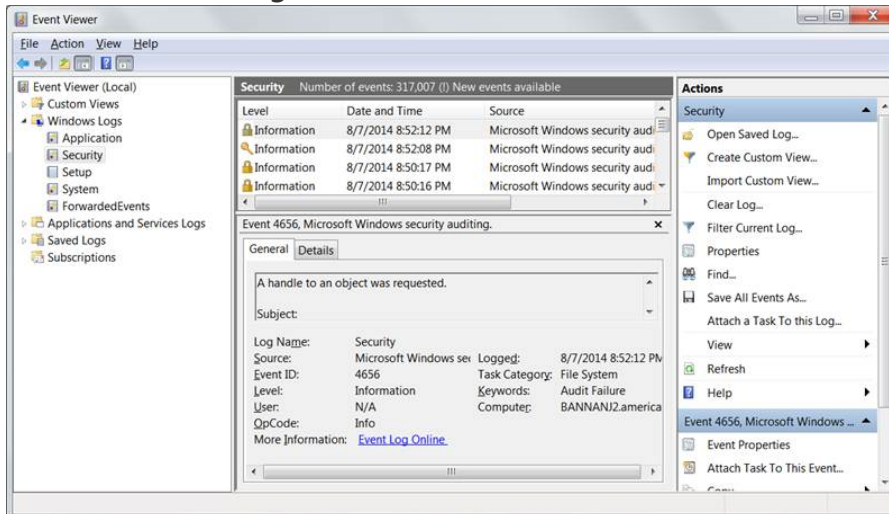 Event Viewer
File Action View Help
Event Viewer (Local)
Custom Views
Windows Logs
Application
Security
Setup
System
ForwardedEvents
Applications and Services Logs
Saved Logs
Subscriptions
Security Number of events: 317,007 (!) New events available
Level Date and Time Source
Information 8/7/2014 8:52:12 PM Microsoft Windows security audi
Information 8/7/2014 8:52:08 PM Microsoft Windows security audi
Information 8/7/2014 8:50:17 PM Microsoft Windows security audi
Information 8/7/2014 8:50:16 PM Microsoft Windows security audi
Event 4656, Microsoft Windows security auditing.
General Details
A handle to an object was requested.
Subject:
Log Name: Security
Source: Microsoft Windows sec Logged: 8/7/2014 8:52:12 PM
Event ID: 4656 Task Category: File System
Level: Information Keywords: Audit Failure
User: N/A Computer: BANNANJ2.america
OpCode: Info
More Information: Event Log Online
Actions
Security
Open Saved Log...
Create Custom View...
Import Custom View...
Clear Log...
Filter Current Log...
Properties
Find...
Save All Events As...
Attach a Task To this Log...
View
Refresh
Help
Event 4656, Microsoft Windows ...
Event Properties
Attach Task To This Event...